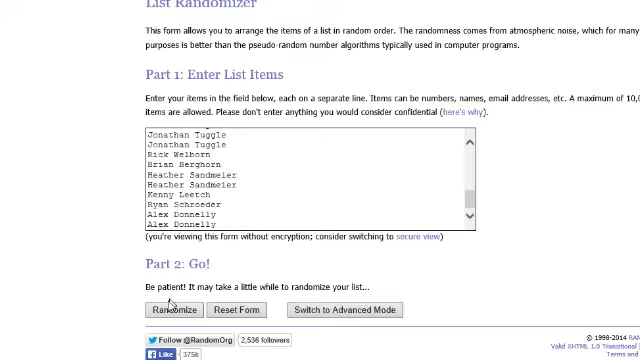 List Randomizer
This form allows you to arrange the items of a list in random order. The randomness comes from atmospheric noise, which for many
purposes is better than the pseudo-random number algorithms typically used in computer programs.
Part 1: Enter List Items
Enter your items in the field below, each on a separate line. Items can be numbers, names, email addresses, etc. A maximum of 10,0
items are allowed. Please don't enter anything you would consider confidential (here's why).
Jonathan Tuggle
Jonathan Tuggle
Rick Welborn
Brian Berghorn
Heather Sandmeier
Heather Sandmeier
Kenny Leetch
Ryan Schroeder
Alex Donnelly
Alex Donnelly
(you're viewing this form without encryption; consider switching to secure view)
Part 2: Go!
Be patient! It may take a little while to randomize your list...
Randomize Reset Form Switch to Advanced Mode
Follow @RandomOrg 2,536 followers
Like 375k
© 1998-2014 RAN
Valid XHTML 1.0 Transitional
Terms and